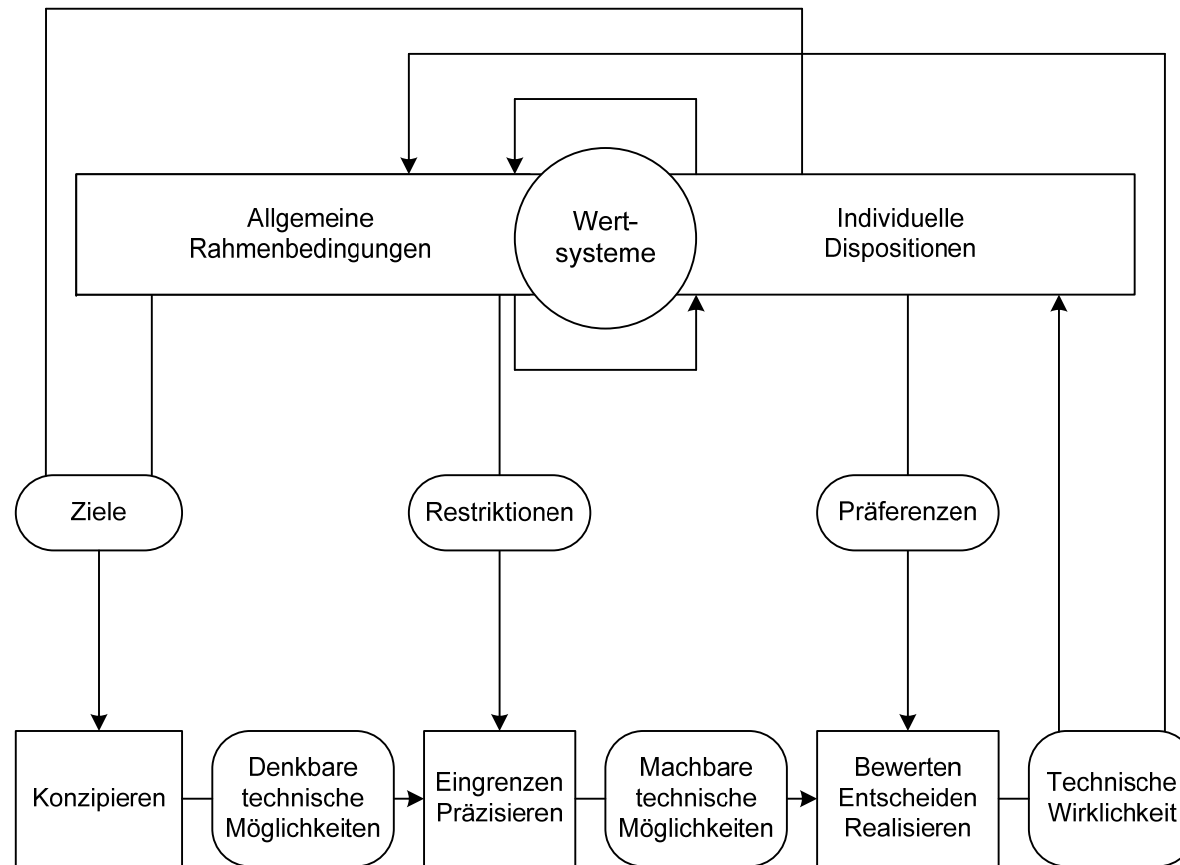 Allgemeine
Rahmenbedingungen
Wert-
systeme
Individuelle
Dispositionen
Ziele
Restriktionen
Präferenzen
Konzipieren
Denkbare
technische
Möglichkeiten
Eingrenzen
Präzisieren
Machbare
technische
Möglichkeiten
Bewerten
Entscheiden
Realisieren
Technische
Wirklichkeit